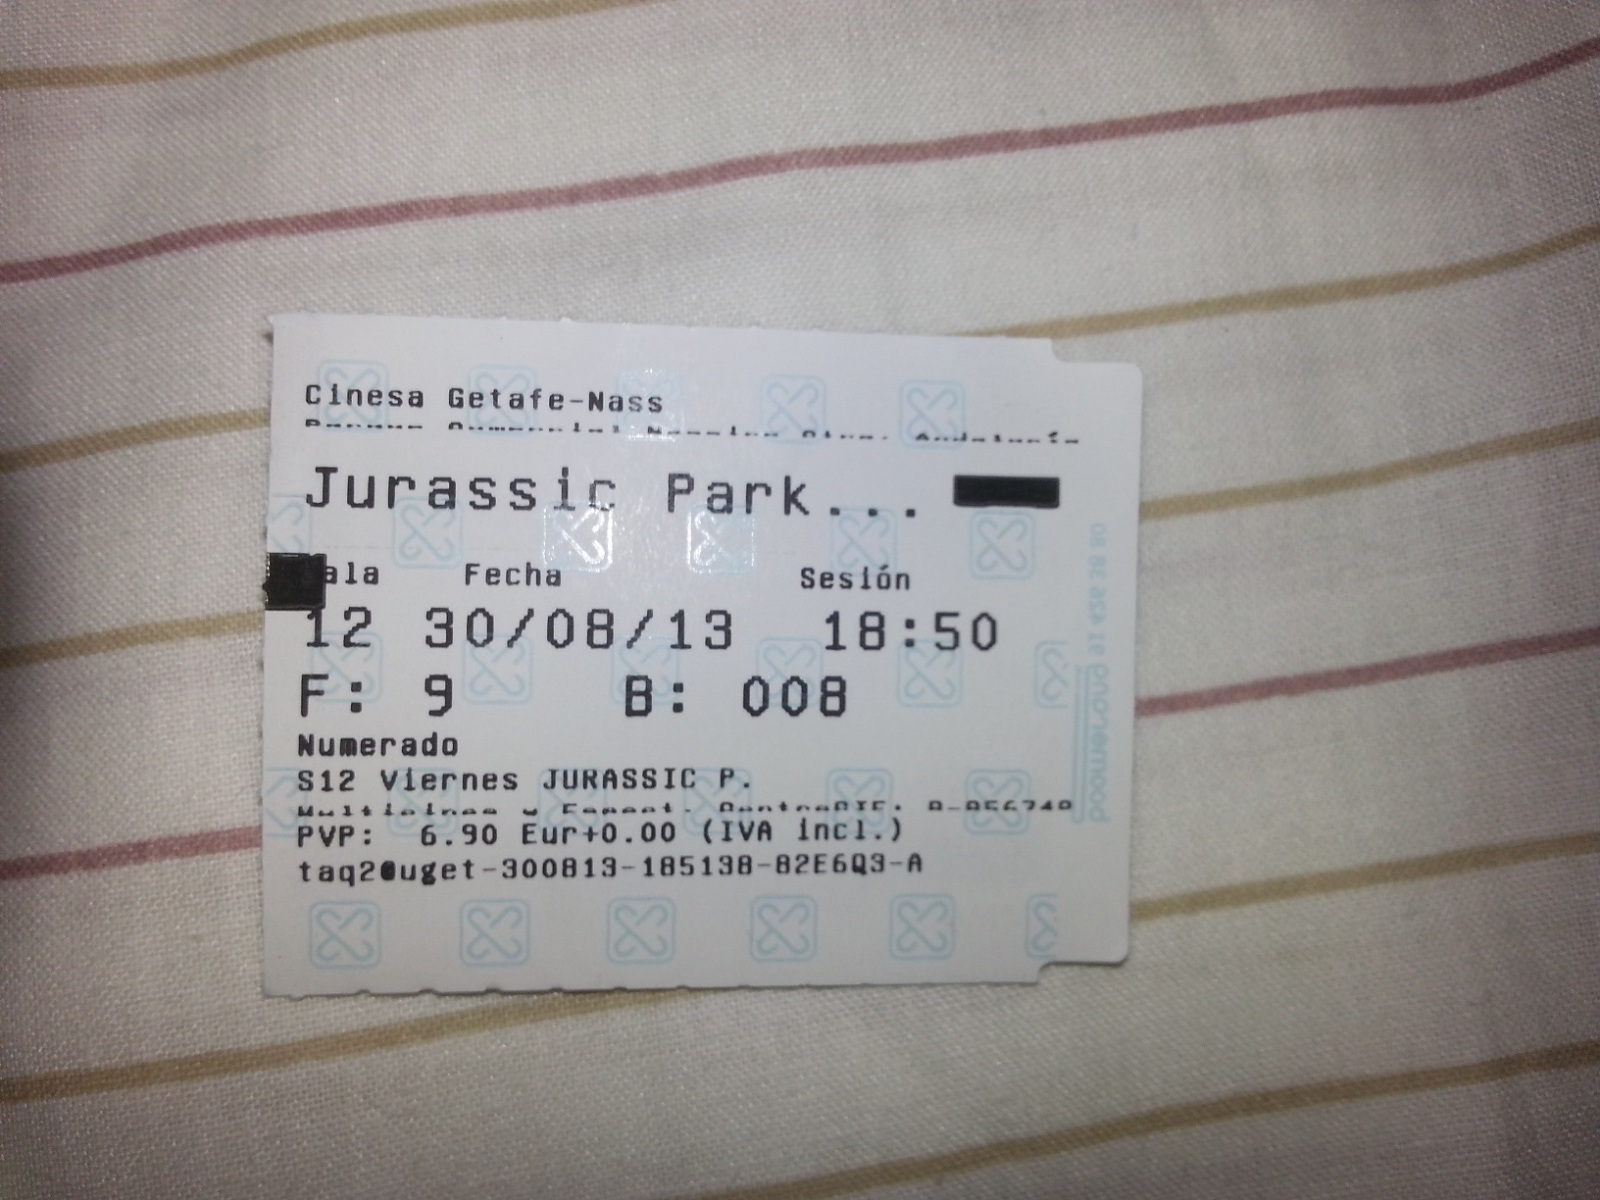 Cinesa Getafe-Nass
Jurassic Park...
ala Fecha Sesión
12 30/08/13 18:50
F: 9 B: 008
Numerado
S12 Viernes JURASSIC P.
PVP: 6.90 Eur+0.00 (IVA incl.)
taq2@uget-300813-185138-82E6Q3-A